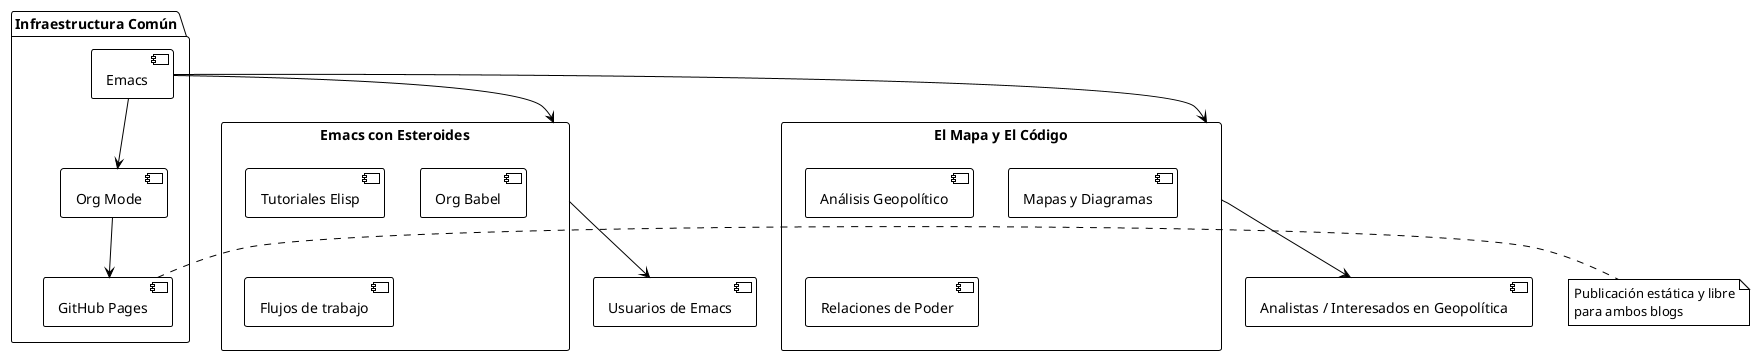 Infraestructura Común
Emacs
Org Mode
GitHub Pages
Emacs con Esteroides
Tutoriales Elisp
Org Babel
Flujos de trabajo
Usuarios de Emacs
El Mapa y El Código
Análisis Geopolítico
Mapas y Diagramas
Relaciones de Poder
Analistas / Interesados en Geopolítica
Publicación estática y libre
para ambos blogs